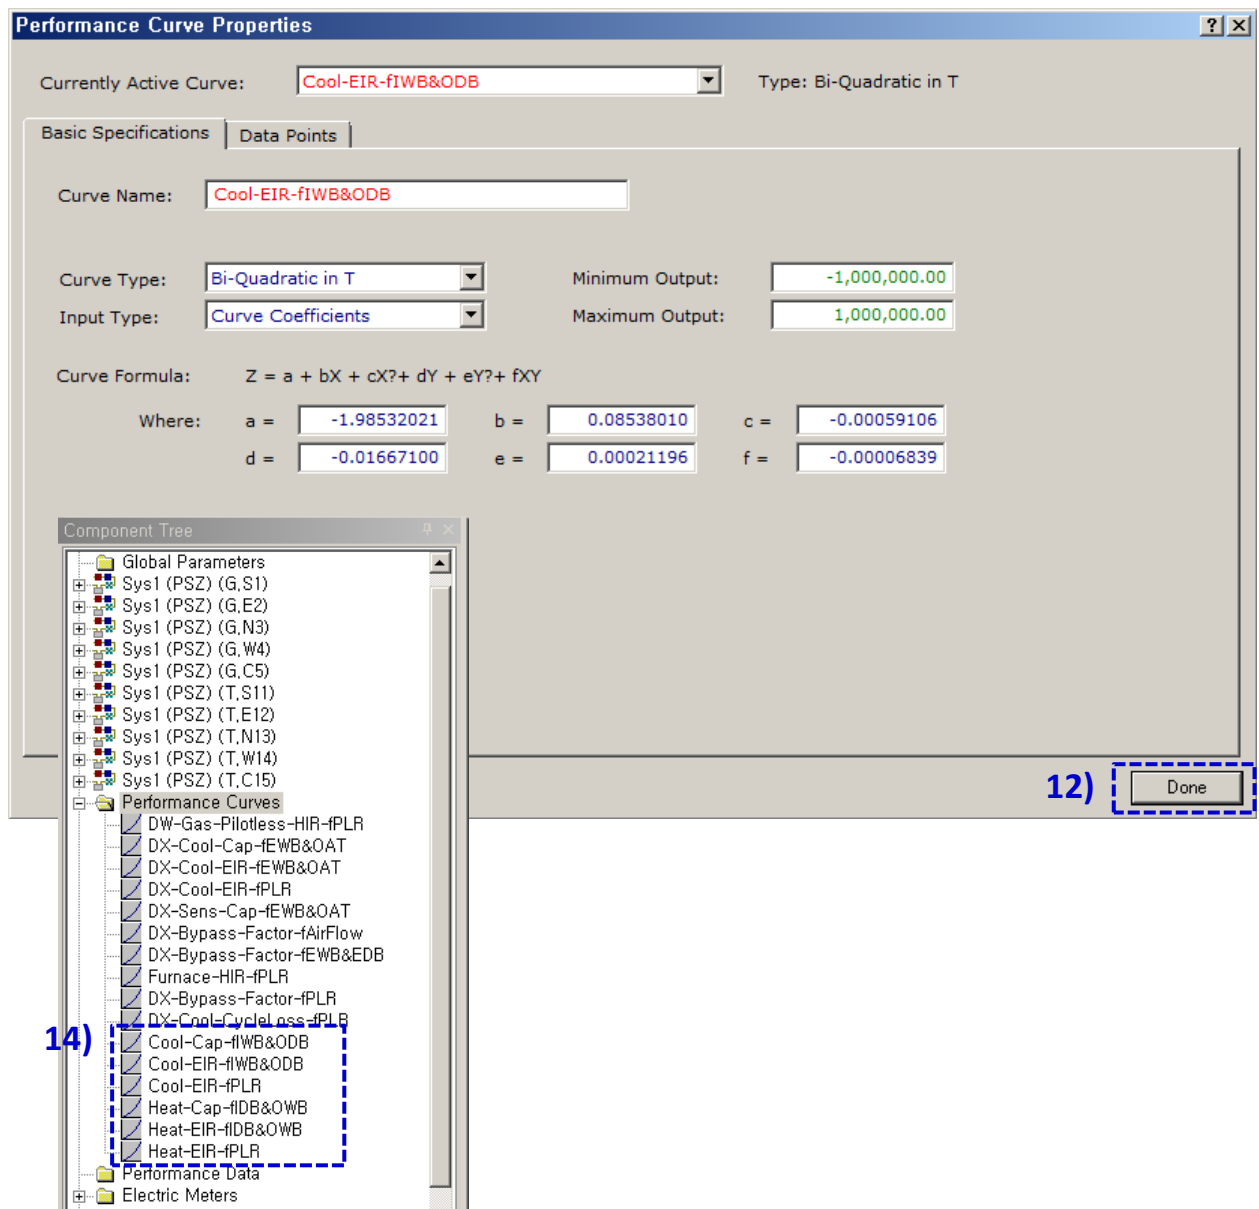 Performance Curve Properties
Currently Active Curve: Cool-EIR-fIWB&ODB Type: Bi-Quadratic in T
Basic Specifications Data Points
Curve Name: Cool-EIR-fIWB&ODB
Curve Type: Bi-Quadratic in T Minimum Output: -1,000,000.00
Input Type: Curve Coefficients Maximum Output: 1,000,000.00
Curve Formula: Z = a + bX + cX?+ dY + eY?+ fXY
Where: a = -1.98532021 b = 0.08538010 c = -0.00059106
d = -0.01667100 e = 0.00021196 f = -0.00006839
Component Tree
Global Parameters
Sys1 (PSZ) (G,S1)
Sys1 (PSZ) (G,E2)
Sys1 (PSZ) (G,N3)
Sys1 (PSZ) (G,W4)
Sys1 (PSZ) (G,C5)
Sys1 (PSZ) (T,S11)
Sys1 (PSZ) (T,E12)
Sys1 (PSZ) (T,N13)
Sys1 (PSZ) (T,W14)
Sys1 (PSZ) (T,C15)
12) Done
Performance Curves
DW-Gas-Pilotless-HIR-fPLR
DX-Cool-Cap-fEWB&OAT
DX-Cool-EIR-fEWB&OAT
DX-Cool-EIR-fPLR
DX-Sens-Cap-fEWB&OAT
DX-Bypass-Factor-fAirFlow
DX-Bypass-Factor-fEWB&EDB
Furnace-HIR-fPLR
DX-Bypass-Factor-fPLR
DX-Cool-CycleLoss-fPLR
14) Cool-Cap-fIWB&ODB
Cool-EIR-fIWB&ODB
Cool-EIR-fPLR
Heat-Cap-fIDB&OWB
Heat-EIR-fIDB&OWB
Heat-EIR-fPLR
Performance Data
Electric Meters